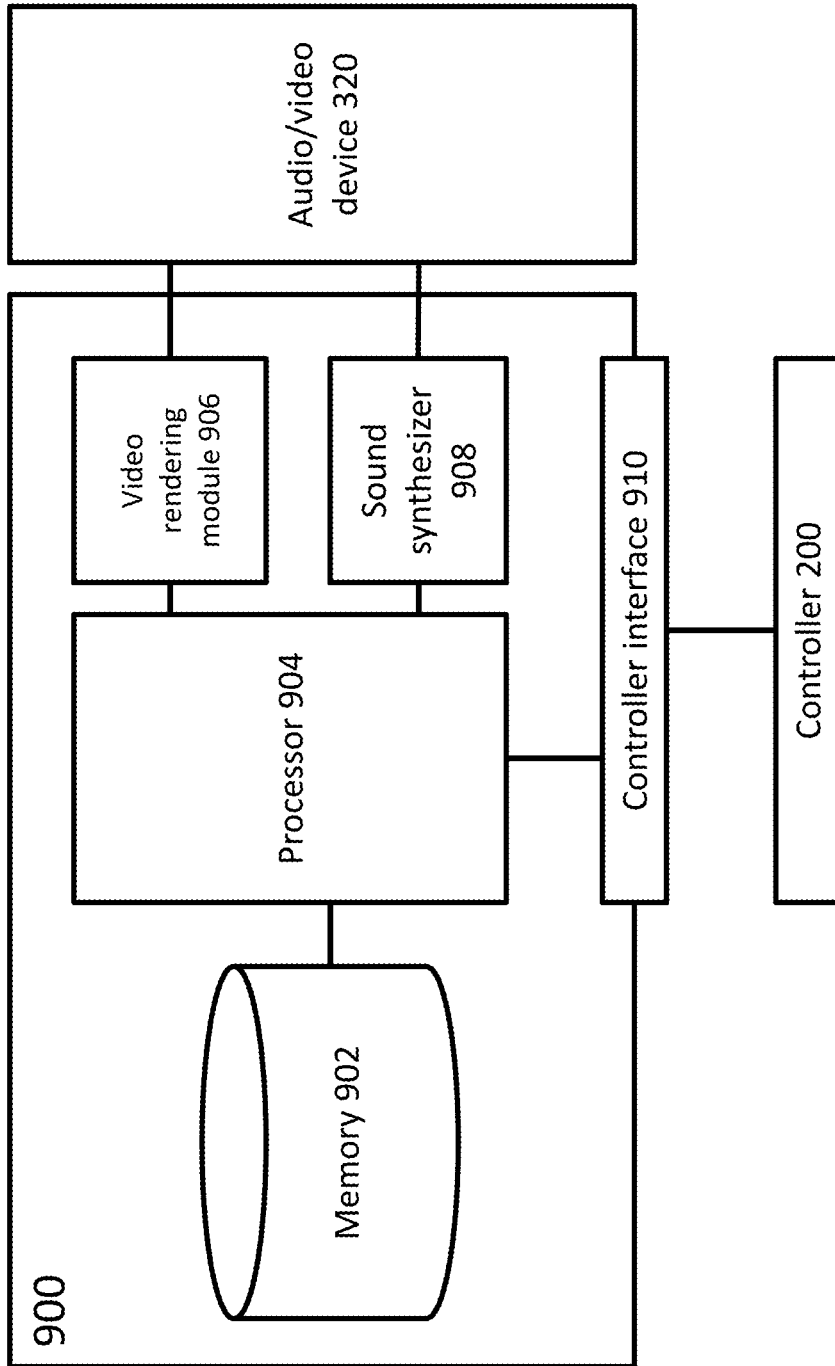 900
Memory 902
Processor 904
Video
rendering
module 906
Sound
synthesizer
908
Audio/video
device 320
Controller interface 910
Controller 200